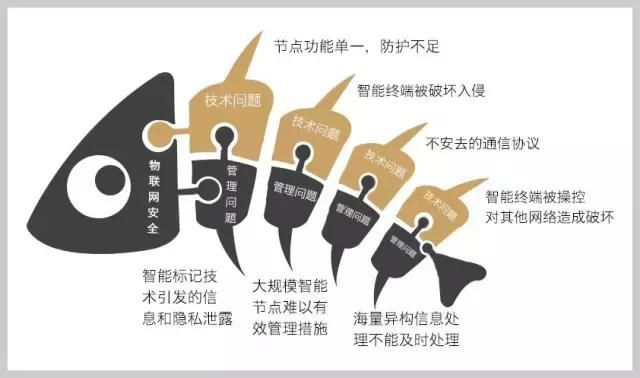 节点功能单一，防护不足
智能终端被破坏入侵
不安去的通信协议
智能终端被操控
对其他网络造成破坏
物联网安全
技术问题
技术问题
技术问题
技术问题
管理问题
管理问题
管理问题
管理问题
智能标记技
术引发的信
息和隐私泄露
大规模智能
节点难以有
效管理措施
海量异构信息处
理不能及时处理